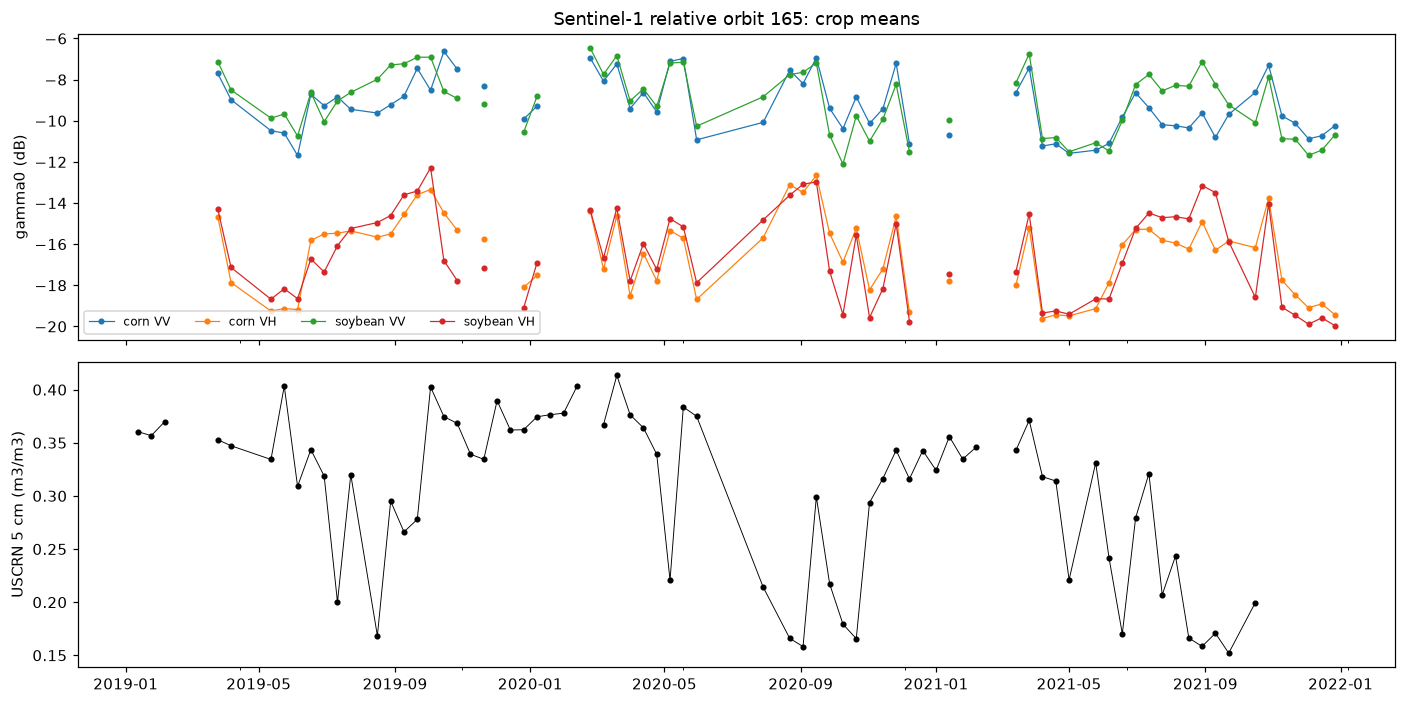 Sentinel-1 relative orbit 165: crop means
gamma0 (dB)
−6
−8
−10
−12
−14
−16
−18
−20
corn VV corn VH soybean VV soybean VH
USCRN 5 cm (m3/m3)
0.40
0.35
0.30
0.25
0.20
0.15
2019-01 2019-05 2019-09 2020-01 2020-05 2020-09 2021-01 2021-05 2021-09 2022-01